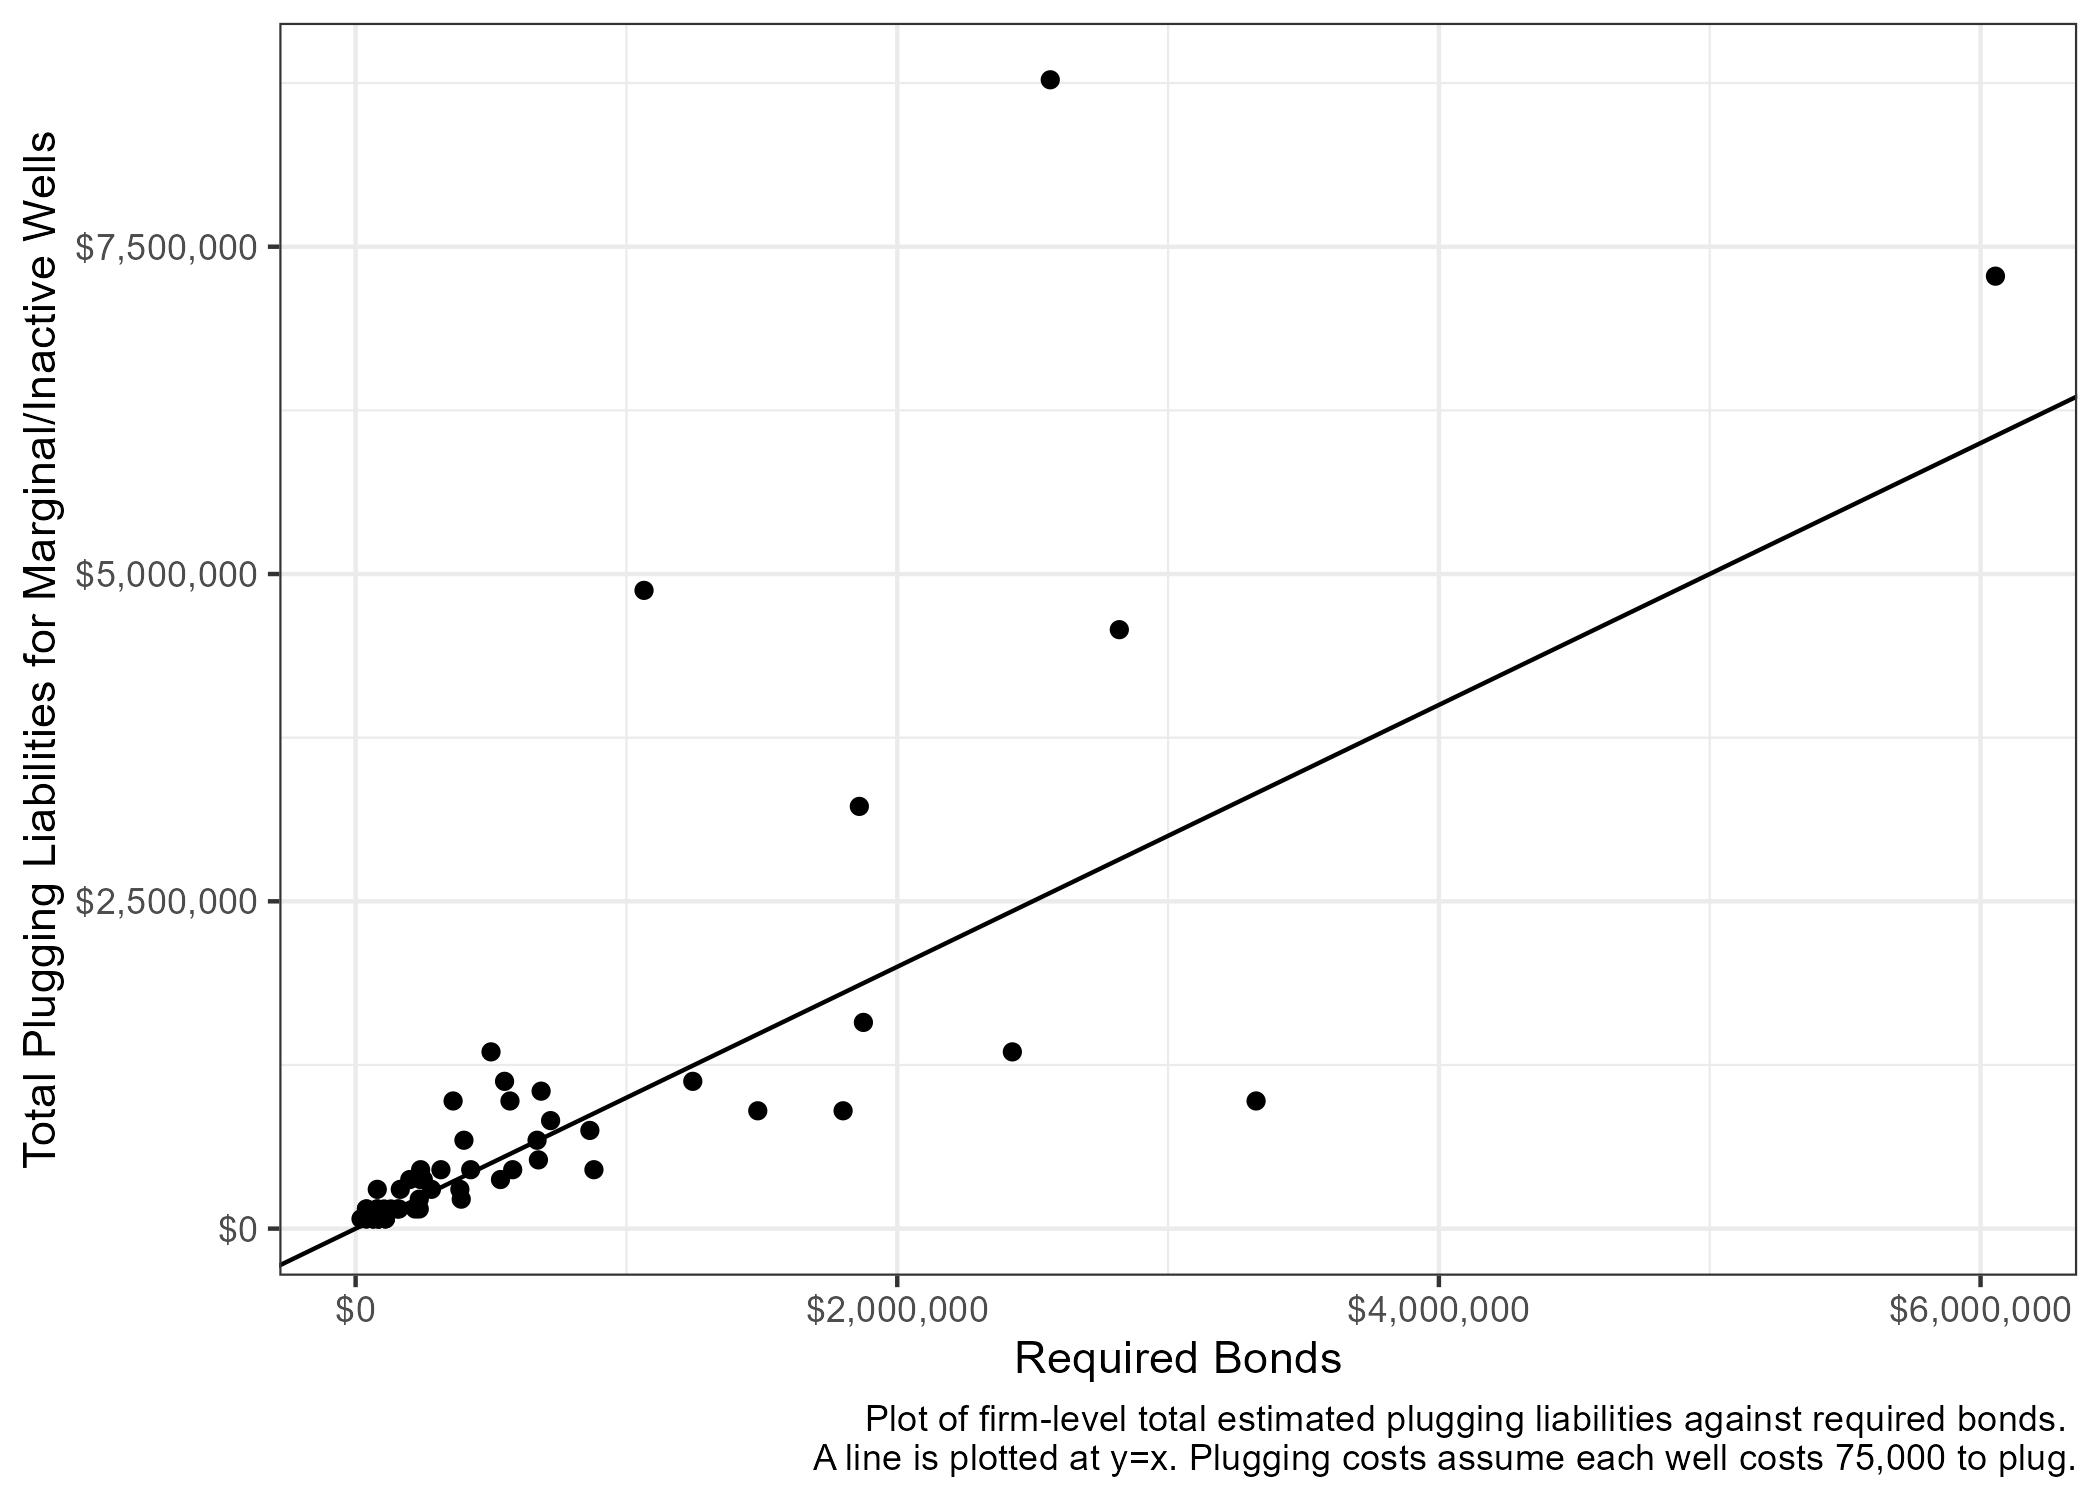 Total Plugging Liabilities for Marginal/Inactive Wells
$7,500,000
$5,000,000
$2,500,000
$0
$0
$2,000,000
$4,000,000
$6,000,000
Required Bonds
Plot of firm-level total estimated plugging liabilities against required bonds.
A line is plotted at y=x. Plugging costs assume each well costs 75,000 to plug.